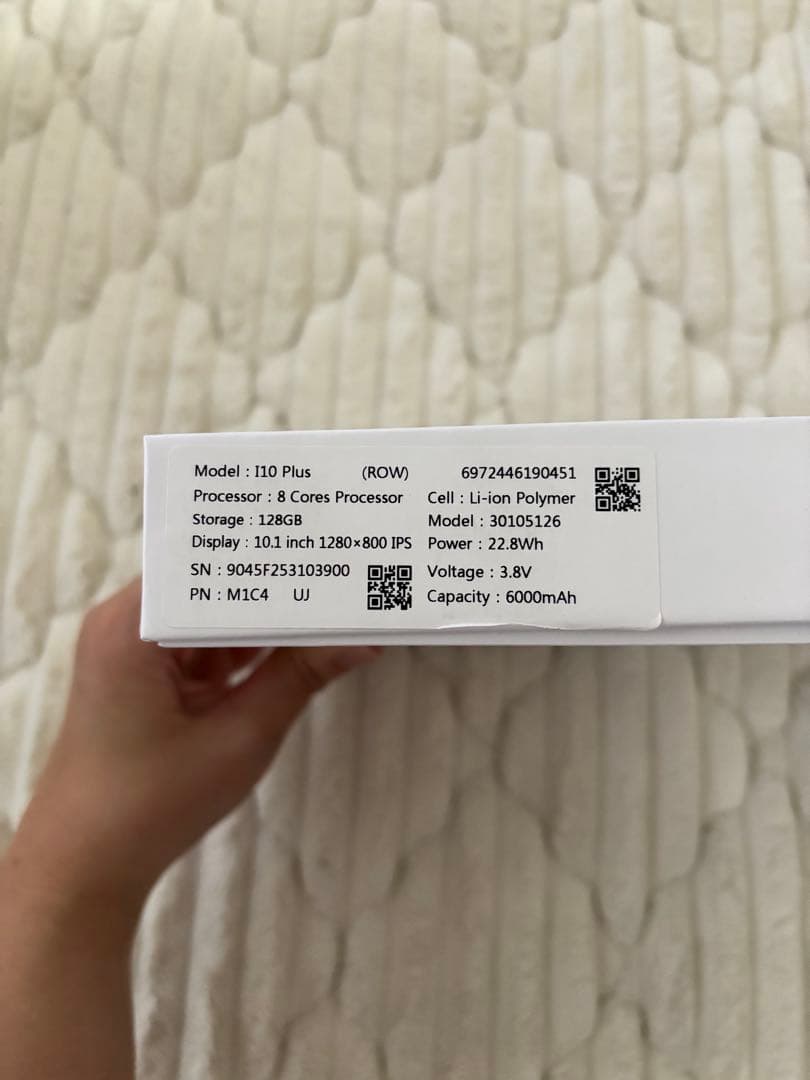 Model : I10 Plus (ROW) 6972446190451
Processor : 8 Cores Processor Cell : Li-ion Polymer
Storage : 128GB Model : 30105126
Display : 10.1 inch 1280×800 IPS Power : 22.8Wh
SN : 9045F253103900 Voltage : 3.8V
PN : M1C4 UJ Capacity : 6000mAh